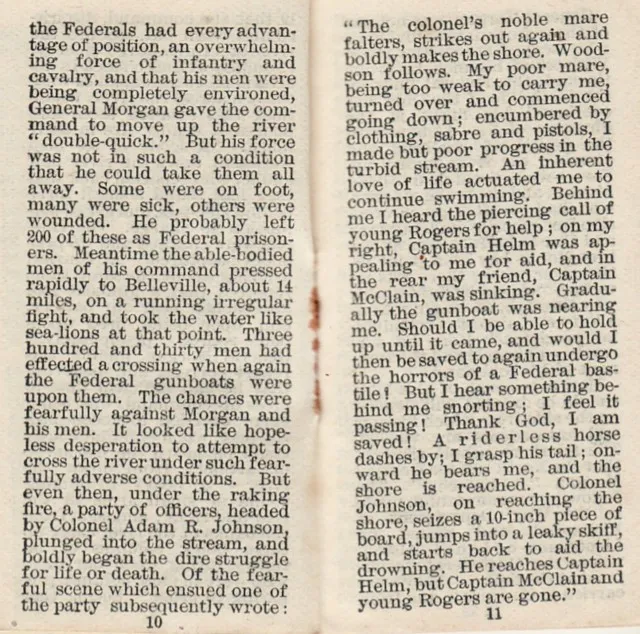 the Federals had every advan-
tage of position, an overwhelm-
ing force of infantry and
cavalry, and that his men were
being completely environed,
General Morgan gave the com-
mand to move up the river
"double-quick." But his force
was not in such a condition
that he could take them all
away. Some were on foot,
many were sick, others were
wounded. He probably left
200 of these as Federal prison-
ers. Meantime the able-bodied
men of his command pressed
rapidly to Belleville, about 14
miles, on a running irregular
fight, and took the water like
sea-lions at that point. Three
hundred and thirty men had
effected a crossing when again
the Federal gunboats were
upon them. The chances were
fearfully against Morgan and
his men. It looked like hope-
less desperation to attempt to
cross the river under such fear-
fully adverse conditions. But
even then, under the raking
fire, a party of officers, headed
by Colonel Adam R. Johnson,
plunged into the stream, and
boldly began the dire struggle
for life or death. Of the fear-
ful scene which ensued one of
the party subsequently wrote:
10
"The colonel's noble mare
falters, strikes out again and
boldly makes the shore. Wood-
son follows. My poor mare,
being too weak to carry me,
turned over and commenced
going down; encumbered by
clothing, sabre and pistols, I
made but poor progress in the
turbid stream. An inherent
love of life actuated me to
continue swimming. Behind
me I heard the piercing call of
young Rogers for help; on my
right, Captain Helm was ap-
pealing to me for aid, and in
the rear my friend, Captain
McClain, was sinking. Gradu-
ally the gunboat was nearing
me. Should I be able to hold
up until it came, and would I
then be saved to again undergo
the horrors of a Federal bas-
tile! But I hear something be-
hind me snorting; I feel it
passing! Thank God, I am
saved! A riderless horse
dashes by; I grasp his tail; on-
ward he bears me, and the
shore is reached. Colonel
Johnson, on reaching the
shore, seizes a 10-inch piece of
board, jumps into a leaky skiff,
and starts back to aid the
drowning. He reaches Captain
Helm, but Captain McClain and
young Rogers are gone."
11